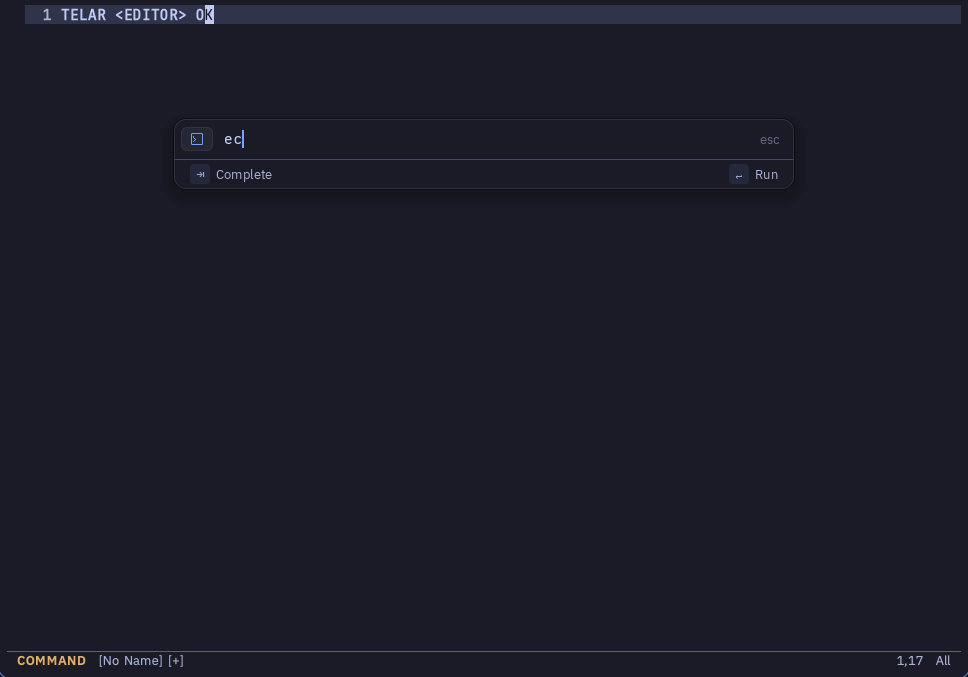 1 TELAR <EDITOR> OK
ec esc
Complete Run
COMMAND [No Name] [+] 1,17 All